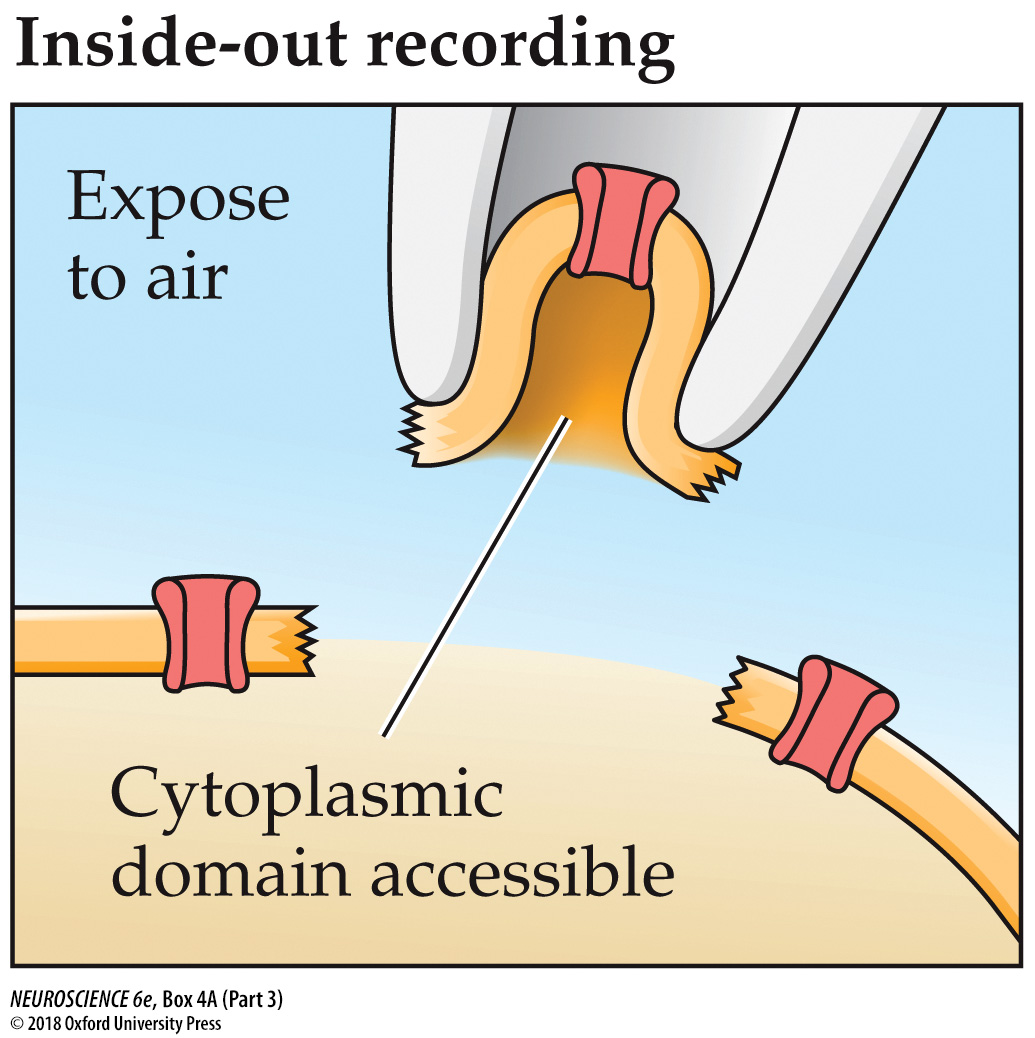 Inside-out recording
Expose
to air
Cytoplasmic
domain accessible
NEUROSCIENCE 6e, Box 4A (Part 3)
© 2018 Oxford University Press